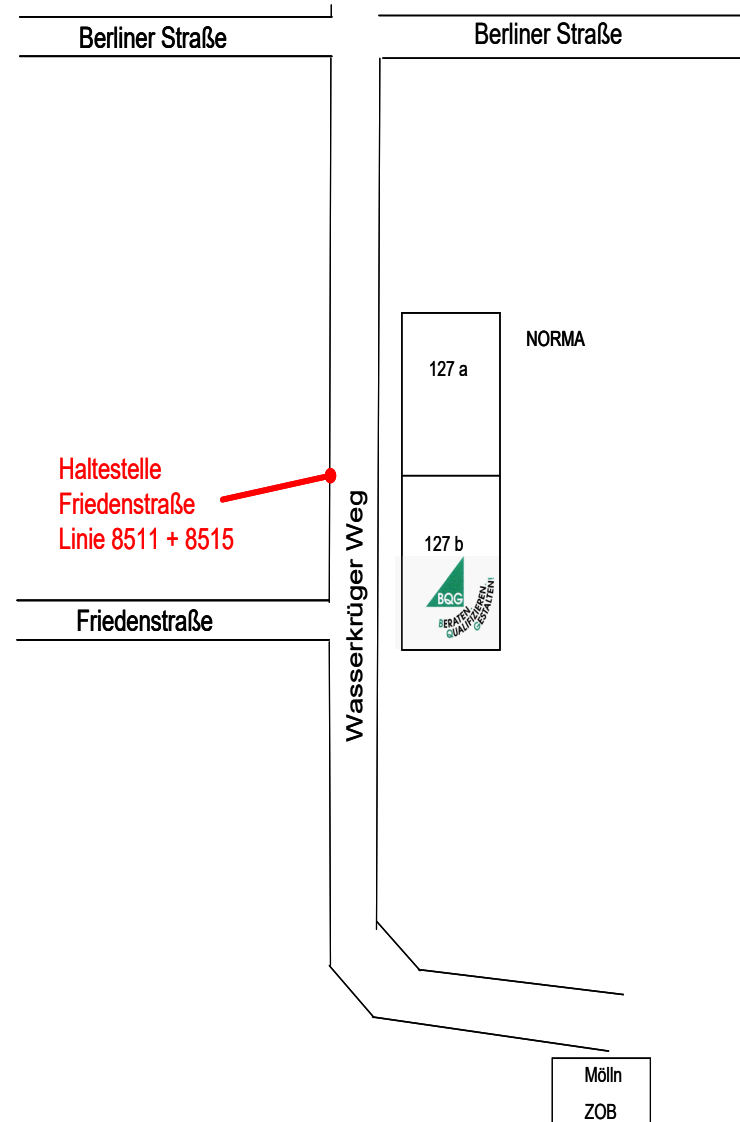 Berliner Straße
Berliner Straße
NORMA
127 a
Haltestelle
Friedenstraße
Linie 8511 + 8515
Wasserkrüger Weg
127 b
BQG
BERATEN.
QUALIFIZIEREN.
GESTALTEN!
Friedenstraße
Mölln
ZOB